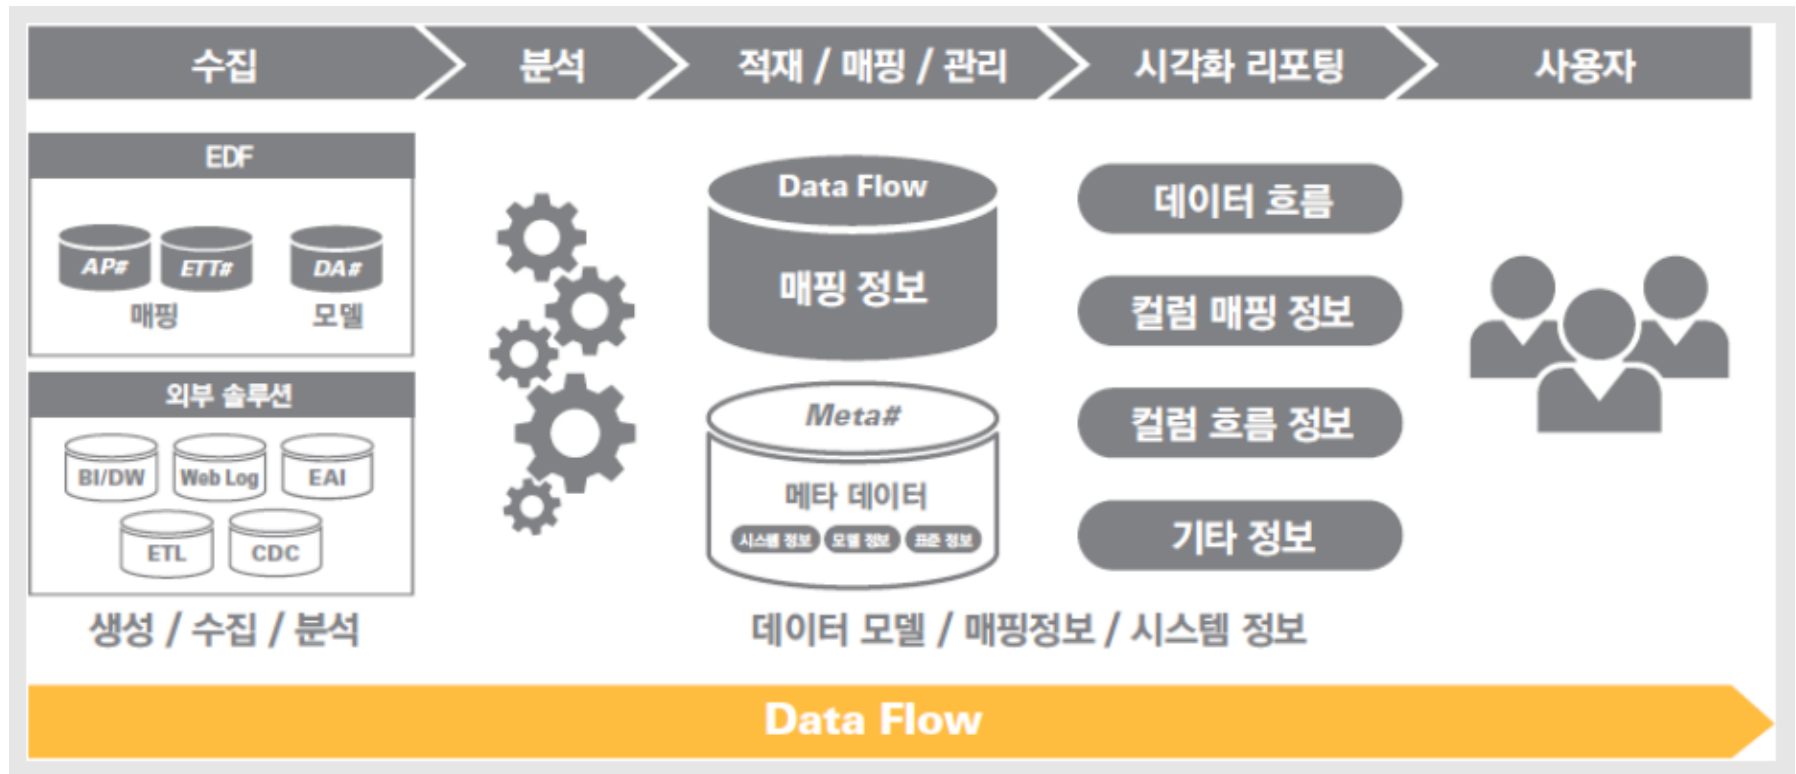 수집
분석
적재 / 매핑 / 관리
시각화 리포팅
사용자
EDF
AP#
ETT#
DA#
매핑
모델
외부 솔루션
BI/DW
Web Log
EAI
ETL
CDC
생성 / 수집 / 분석
Data Flow
매핑 정보
Meta#
메타 데이터
시스템 정보
모델 정보
표준 정보
데이터 흐름
컬럼 매핑 정보
컬럼 흐름 정보
기타 정보
데이터 모델 / 매핑정보 / 시스템 정보
Data Flow